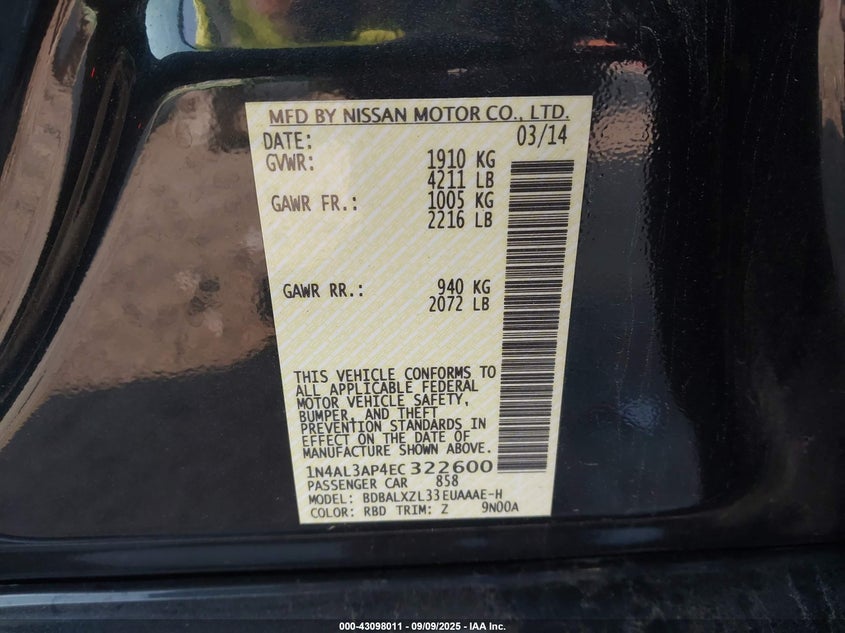 MFD BY NISSAN MOTOR CO., LTD.
DATE: 03/14
GVWR: 1910 KG
4211 LB
GAWR FR.: 1005 KG
2216 LB
GAWR RR.: 940 KG
2072 LB
THIS VEHICLE CONFORMS TO
ALL APPLICABLE FEDERAL
MOTOR VEHICLE SAFETY,
BUMPER, AND THEFT
PREVENTION STANDARDS IN
EFFECT ON THE DATE OF
MANUFACTURE SHOWN ABOVE.
1N4AL3AP4EC322600
PASSENGER CAR 858
MODEL: BDBALXZL33EUAAAE-H
COLOR: RBD TRIM: Z 9N00A
000-43098011 - 09/09/2025 - IAA Inc.